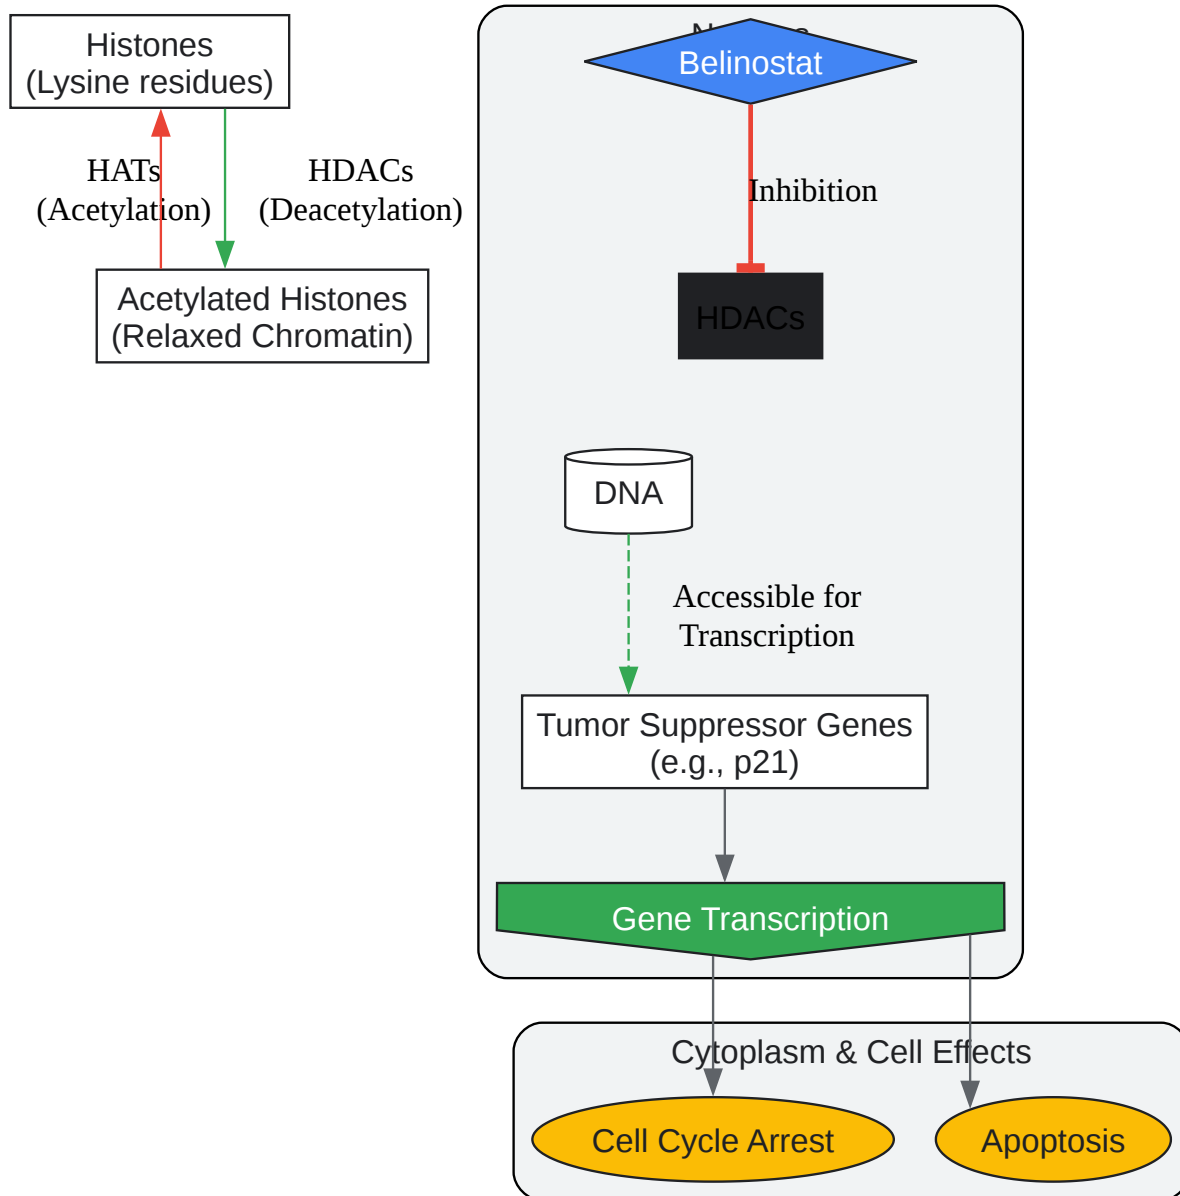 Histones
(Lysine residues)
HATs
(Acetylation)
HDACs
(Deacetylation)
Acetylated Histones
(Relaxed Chromatin)
Belinostat
Inhibition
HDACs
DNA
Accessible for
Transcription
Tumor Suppressor Genes
(e.g., p21)
Gene Transcription
Cytoplasm & Cell Effects
Cell Cycle Arrest
Apoptosis